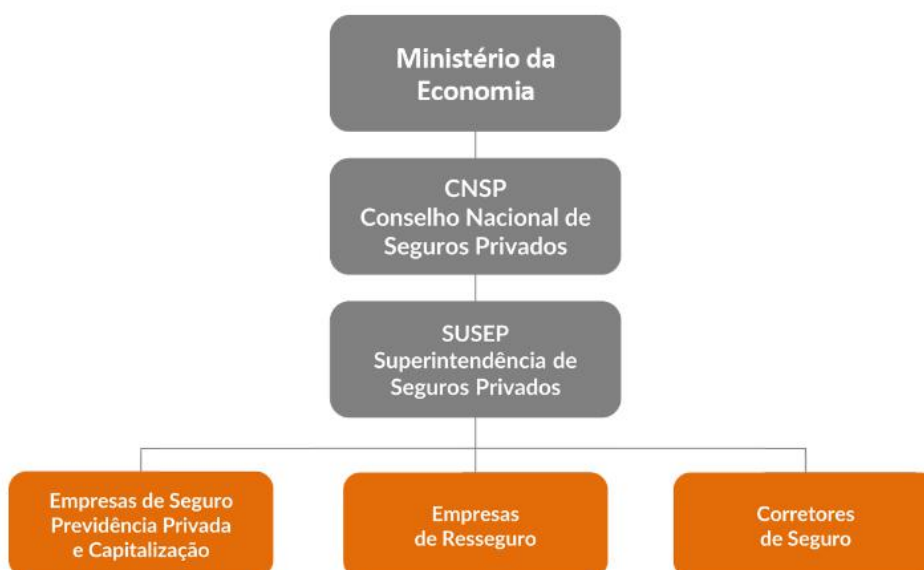 Ministério da
Economia
CNSP
Conselho Nacional de
Seguros Privados
SUSEP
Superintendência de
Seguros Privados
Empresas de Seguro
Previdência Privada
e Capitalização
Empresas
de Resseguro
Corretores
de Seguro